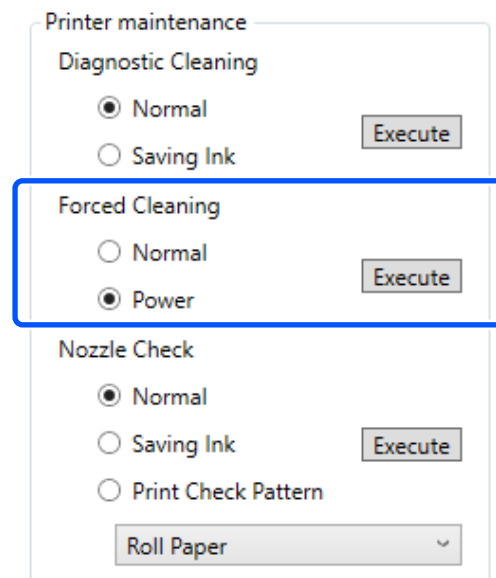 Printer maintenance
Diagnostic Cleaning
Normal
Execute
Saving Ink
Forced Cleaning
Normal
Execute
Power
Nozzle Check
Normal
Saving Ink
Execute
Print Check Pattern
Roll Paper